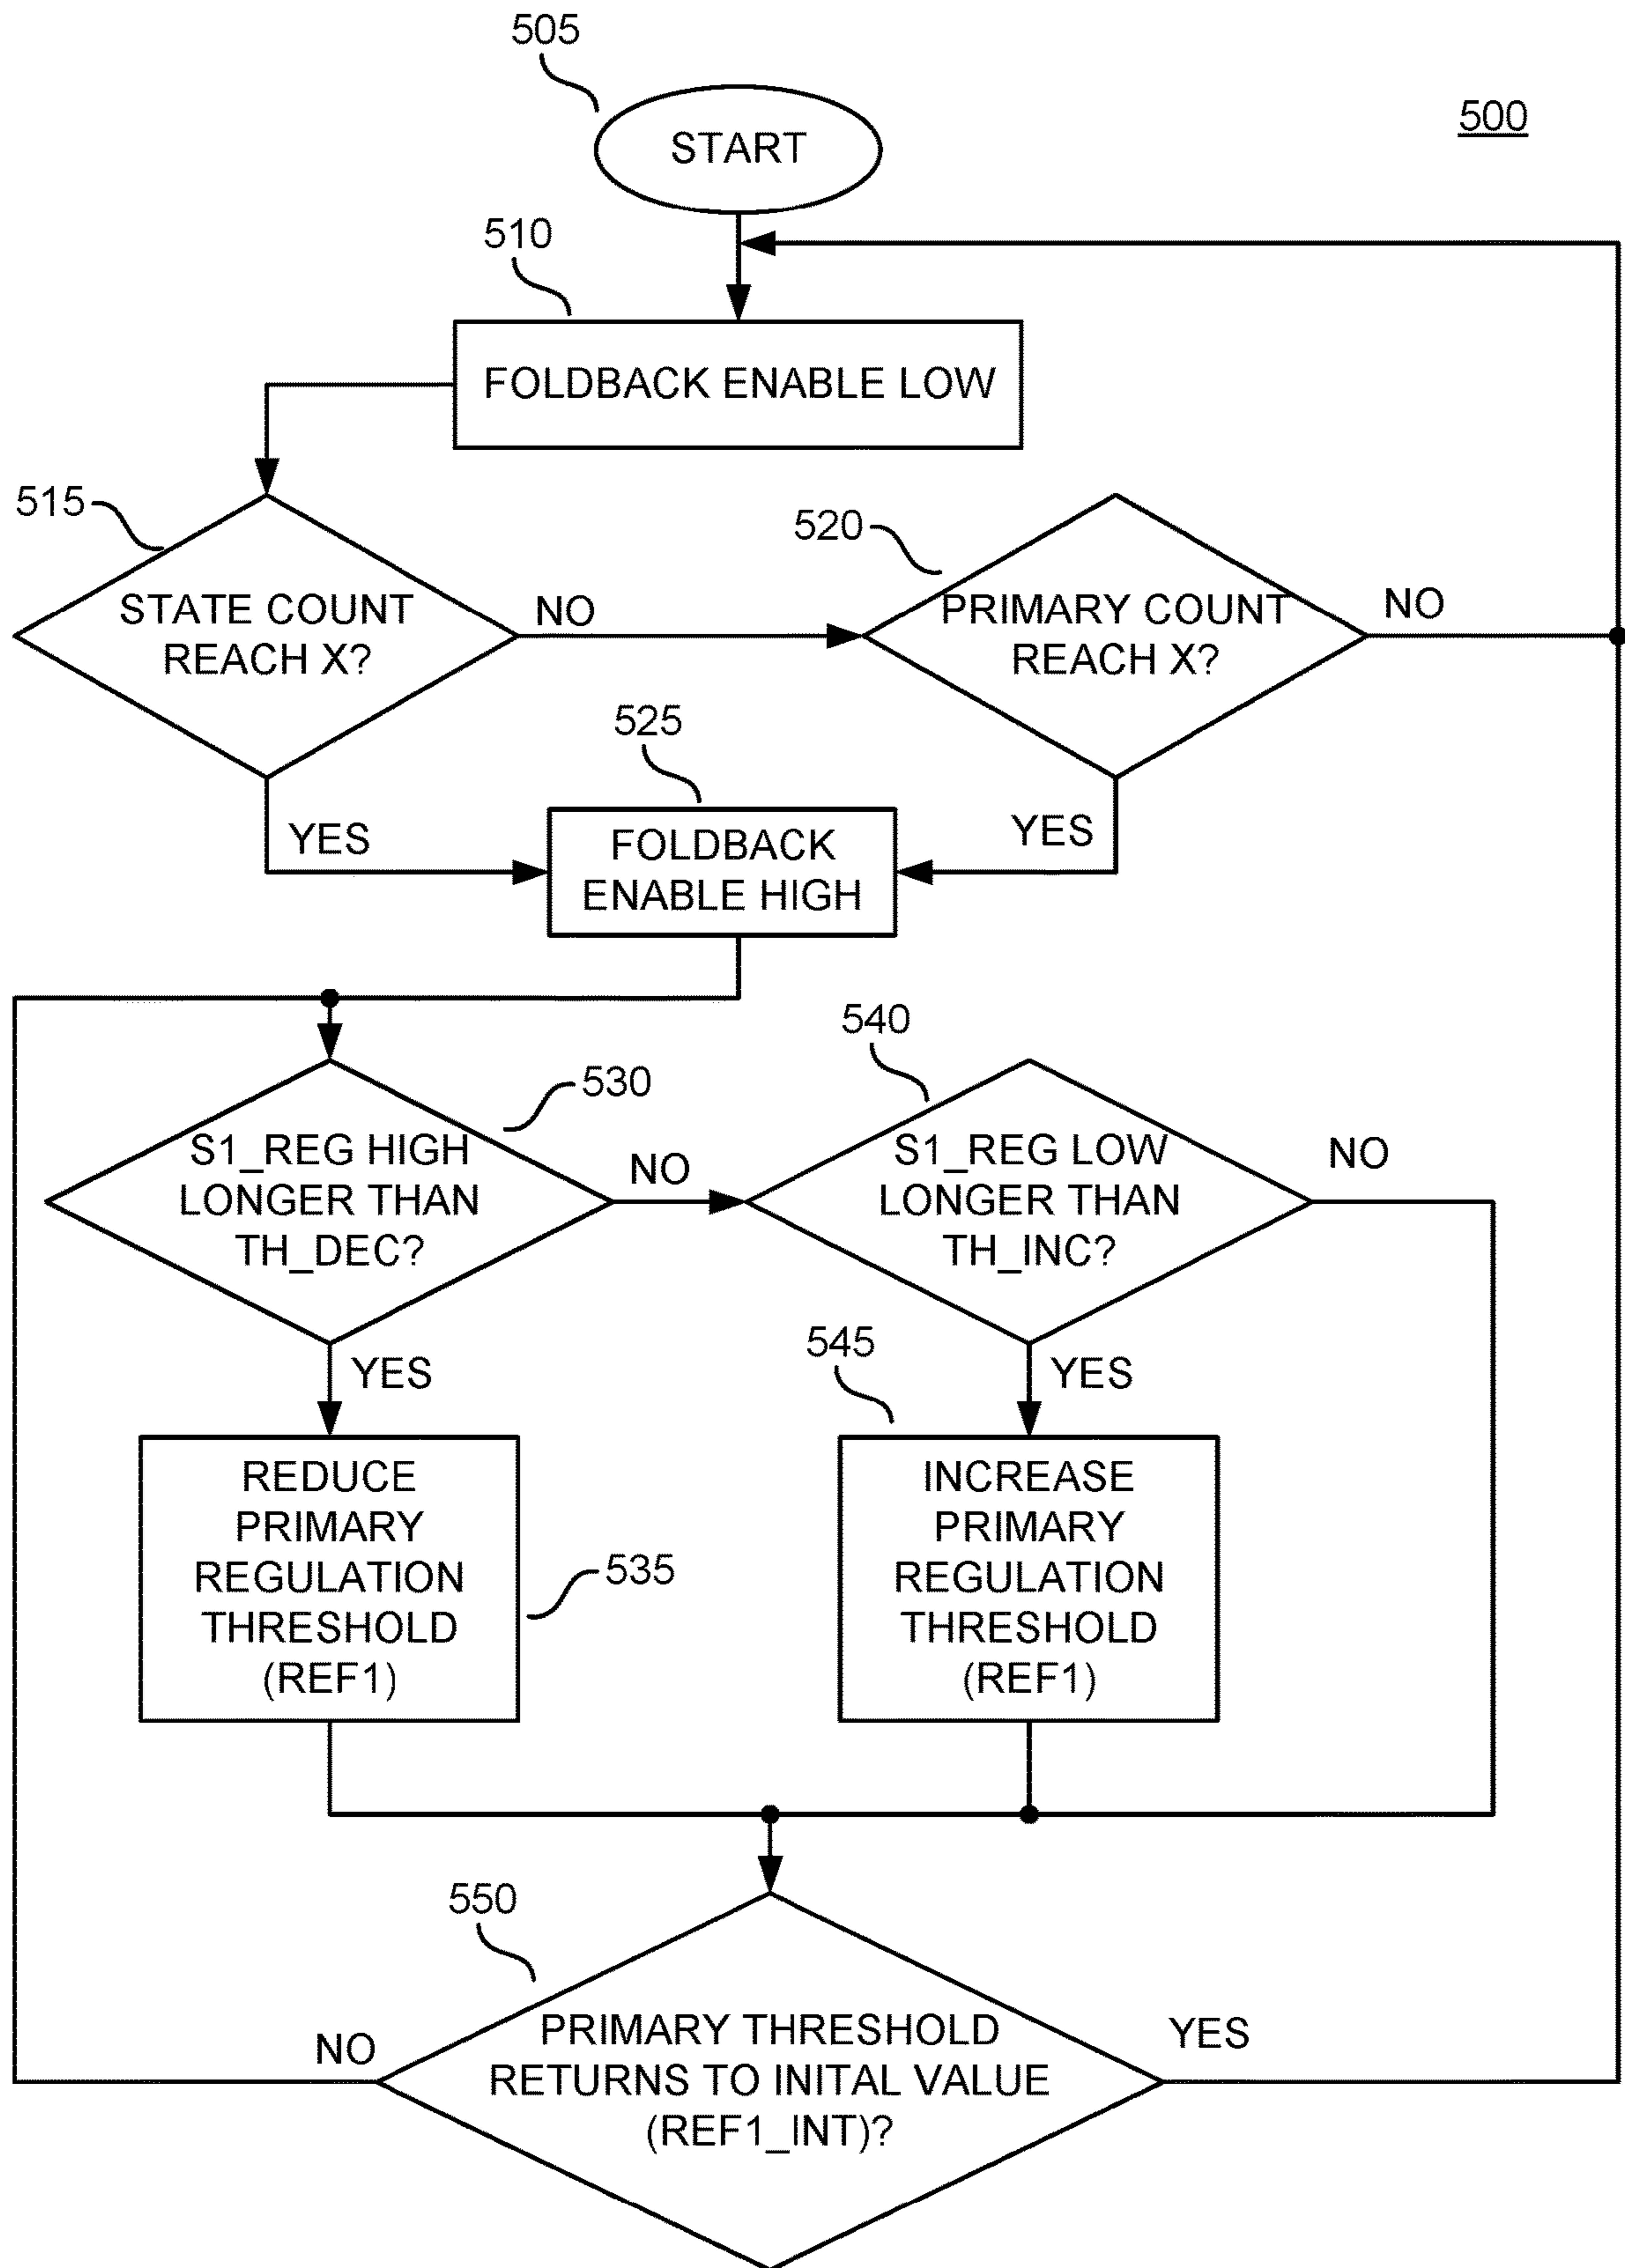 505
START
500
510
FOLDBACK ENABLE LOW
515
STATE COUNT
REACH X?
NO
520
PRIMARY COUNT
REACH X?
NO
YES
525
FOLDBACK
ENABLE HIGH
YES
530
S1_REG HIGH
LONGER THAN
TH_DEC?
NO
540
S1_REG LOW
LONGER THAN
TH_INC?
NO
YES
REDUCE
PRIMARY
REGULATION
THRESHOLD
(REF1)
535
YES
545
INCREASE
PRIMARY
REGULATION
THRESHOLD
(REF1)
550
NO
PRIMARY THRESHOLD
RETURNS TO INITAL VALUE
(REF1_INT)?
YES